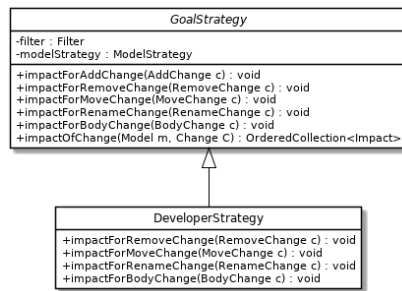 GoalStrategy
-filter : Filter
-modelStrategy : ModelStrategy
+impactForAddChange(AddChange c) : void
+impactForRemoveChange(RemoveChange c) : void
+impactForMoveChange(MoveChange c) : void
+impactForRenameChange(RenameChange c) : void
+impactForBodyChange(BodyChange c) : void
+impactOfChange(Model m, Change C) : OrderedCollection<Impact>
DeveloperStrategy
+impactForRemoveChange(RemoveChange c) : void
+impactForMoveChange(MoveChange c) : void
+impactForRenameChange(RenameChange c) : void
+impactForBodyChange(BodyChange c) : void